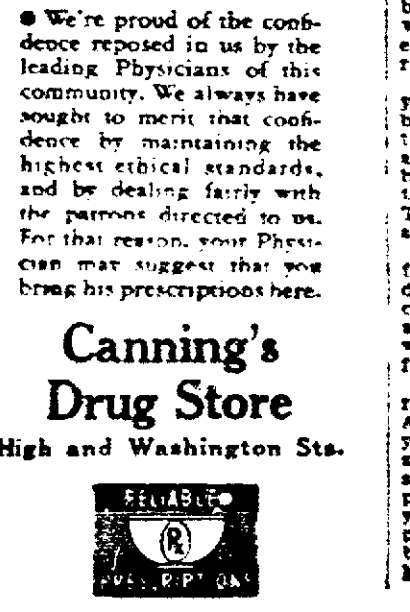 ● We're proud of the confi-
dence reposed in us by the
leading Physicians of this
community. We always have
sought to merit that confi-
dence by maintaining the
highest ethical standards,
and by dealing fairly with
the patrons directed to us.
For that reason, your Physi-
cian may suggest that you
bring his prescriptions here.
Canning's
Drug Store
High and Washington Sts.
RELIABLE
Rx
PRESCRIPTIONS